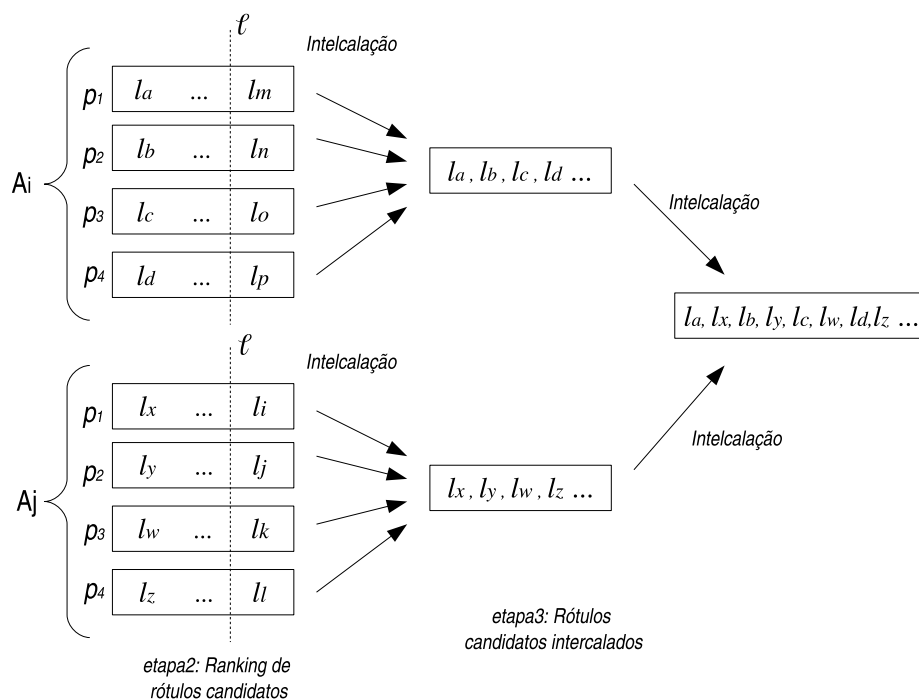 ℓ
Intelcalação
p1 la ... lm
p2 lb ... ln
Ai
la , lb , lc , ld ...
p3 lc ... lo
Intelcalação
p4 ld ... lp
la, lx, lb, ly, lc, lw, ld,lz ...
ℓ
Intelcalação
p1 lx ... li
Intelcalação
p2 ly ... lj
Aj
lx , ly , lw , lz ...
p3 lw ... lk
p4 lz ... ll
etapa3: Rótulos
candidatos intercalados
etapa2: Ranking de
rótulos candidatos